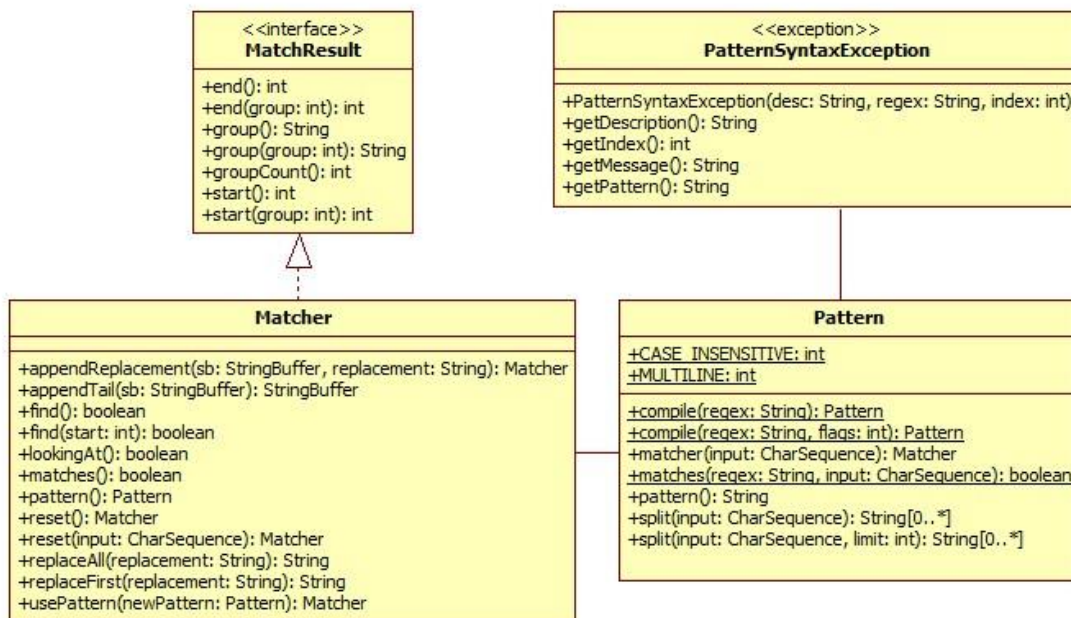 <<interface>>
MatchResult
+end(): int
+end(group: int): int
+group(): String
+group(group: int): String
+groupCount(): int
+start(): int
+start(group: int): int
<<exception>>
PatternSyntaxException
+PatternSyntaxException(desc: String, regex: String, index: int)
+getDescription(): String
+getIndex(): int
+getMessage(): String
+getPattern(): String
Matcher
+appendReplacement(sb: StringBuffer, replacement: String): Matcher
+appendTail(sb: StringBuffer): StringBuffer
+find(): boolean
+find(start: int): boolean
+lookingAt(): boolean
+matches(): boolean
+pattern(): Pattern
+reset(): Matcher
+reset(input: CharSequence): Matcher
+replaceAll(replacement: String): String
+replaceFirst(replacement: String): String
+usePattern(newPattern: Pattern): Matcher
Pattern
+CASE_INSENSITIVE: int
+MULTILINE: int
+compile(regex: String): Pattern
+compile(regex: String, flags: int): Pattern
+matcher(input: CharSequence): Matcher
+matches(regex: String, input: CharSequence): boolean
+pattern(): String
+split(input: CharSequence): String[0..*]
+split(input: CharSequence, limit: int): String[0..*]